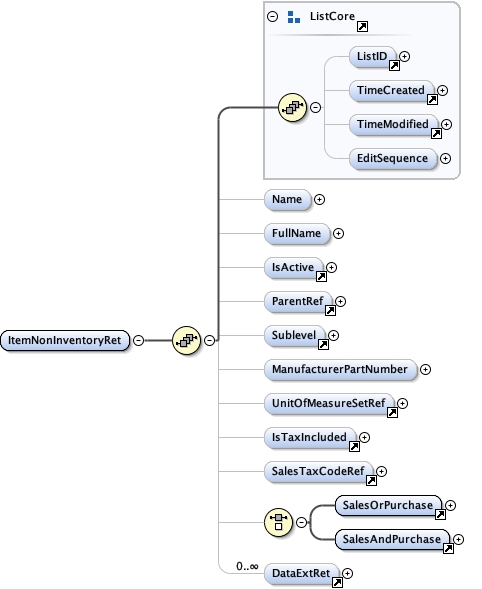 ListCore
ListID
TimeCreated
TimeModified
EditSequence
Name
FullName
IsActive
ParentRef
Sublevel
ItemNonInventoryRet
ManufacturerPartNumber
UnitOfMeasureSetRef
IsTaxIncluded
SalesTaxCodeRef
SalesOrPurchase
SalesAndPurchase
0..∞
DataExtRet